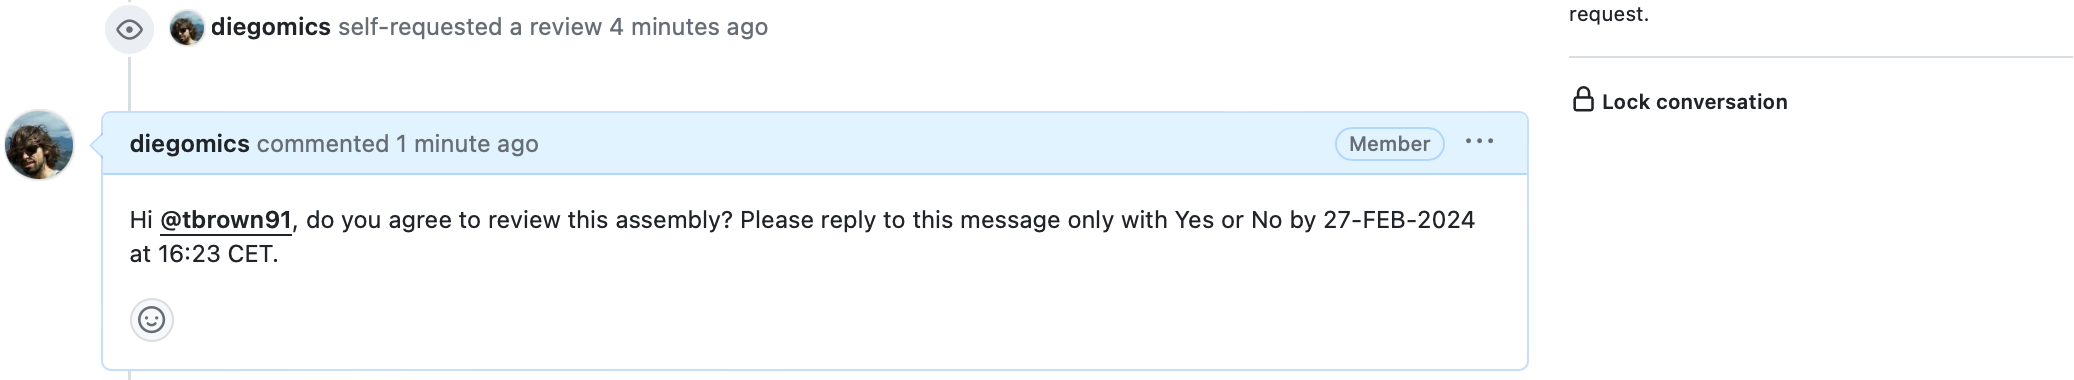 diegomics self-requested a review 4 minutes ago
request.
Lock conversation
diegomics commented 1 minute ago
Member
Hi @tbrown91, do you agree to review this assembly? Please reply to this message only with Yes or No by 27-FEB-2024
at 16:23 CET.